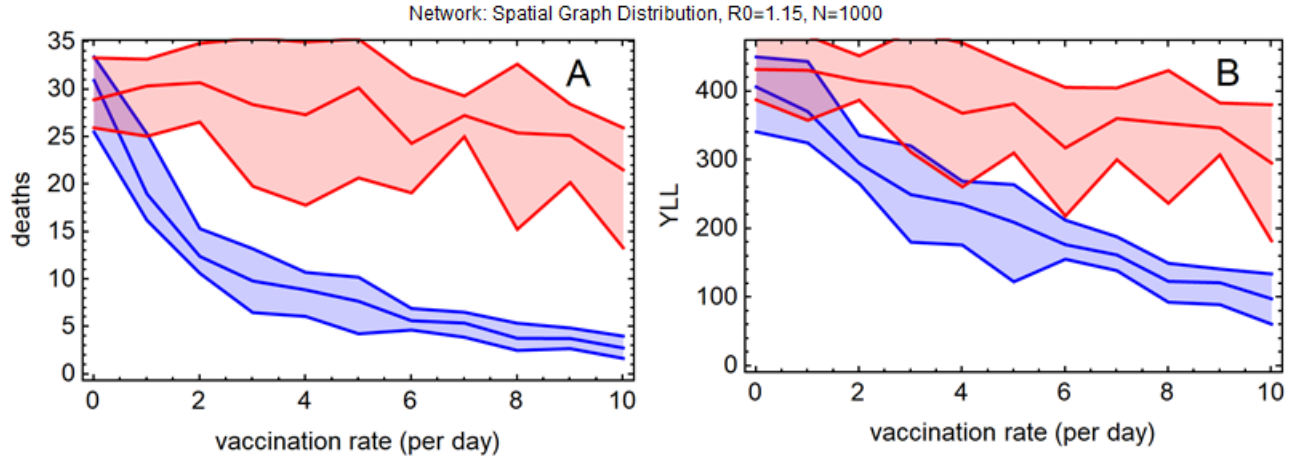 Network: Spatial Graph Distribution, R0=1.15, N=1000
A
deaths
35
30
25
20
15
10
5
0
0 2 4 6 8 10
vaccination rate (per day)
B
YLL
400
300
200
100
0
0 2 4 6 8 10
vaccination rate (per day)